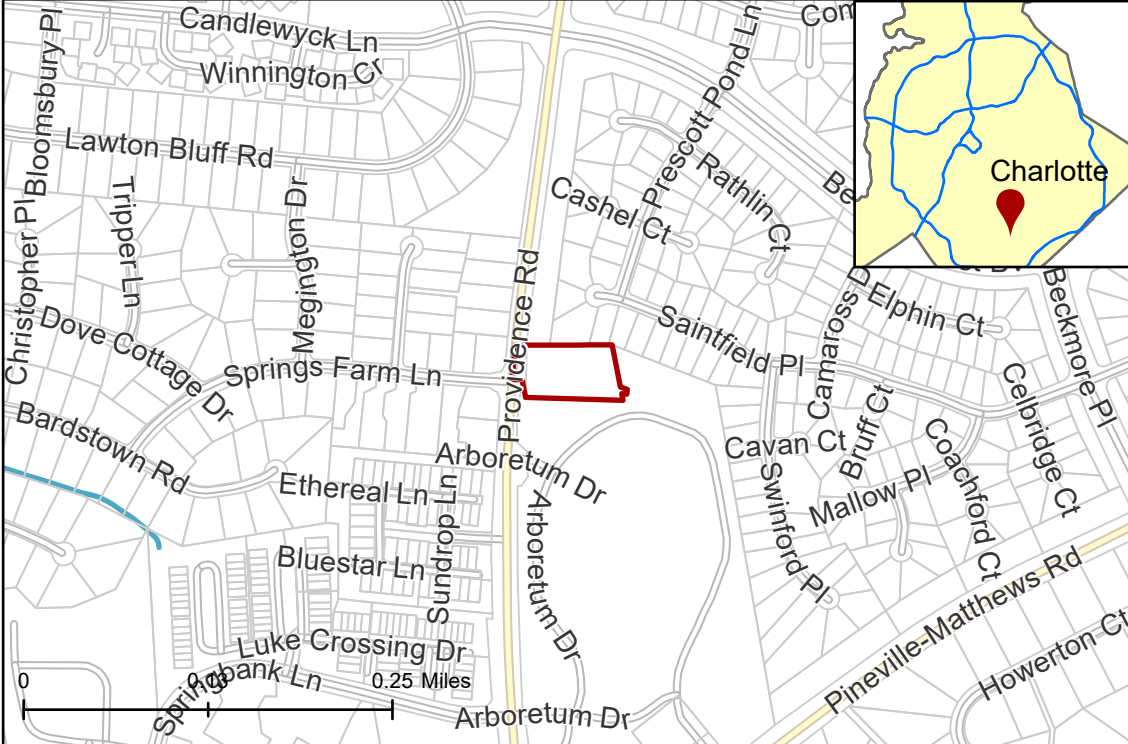 Candlewyck Ln
Com
Winnington Cr
Bloomsbury Pl
Lawton Bluff Rd
Prescott Pond Ln
Rathlin Ct
Be
Charlotte
Cashel Ct
Tripper Ln
Megington Dr
Christopher Pl
Providence Rd
Dove Cottage Dr
Springs Farm Ln
Saintfield Pl
Camaross D
Elphin Ct
Beckmore Pl
Celbridge Ct
Bardstown Rd
Cavan Ct
Bruff Ct
Coachford Ct
Mallow Pl
Swinford Pl
Arboretum Dr
Ethereal Ln
Sundrop Ln
Arboretum Dr
Bluestar Ln
Luke Crossing Dr
Springbank Ln
Pineville-Matthews Rd
Howerton Ct
Arboretum Dr
0 0.13 0.25 Miles